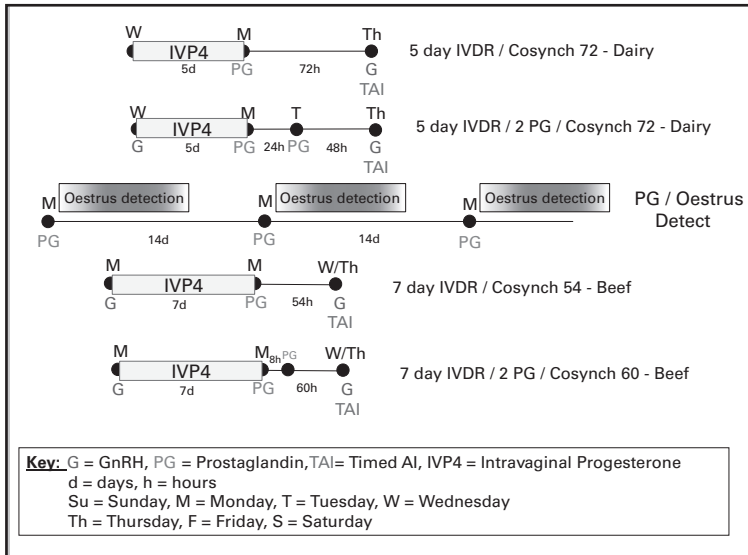 W M Th
IVP4 5 day IVDR / Cosynch 72 - Dairy
5d PG 72h G
TAI
W M T Th
IVP4 5 day IVDR / 2 PG / Cosynch 72 - Dairy
G 5d PG 24h PG 48h G
TAI
Oestrus detection Oestrus detection Oestrus detection
M M M PG / Oestrus
PG 14d PG 14d PG Detect
M M W/Th
IVP4 7 day IVDR / Cosynch 54 - Beef
G 7d PG 54h G
TAI
M M 8h PG W/Th
IVP4 7 day IVDR / 2 PG / Cosynch 60 - Beef
G 7d PG 60h G
TAI
Key: G = GnRH, PG = Prostaglandin,TAI= Timed AI, IVP4 = Intravaginal Progesterone
d = days, h = hours
Su = Sunday, M = Monday, T = Tuesday, W = Wednesday
Th = Thursday, F = Friday, S = Saturday